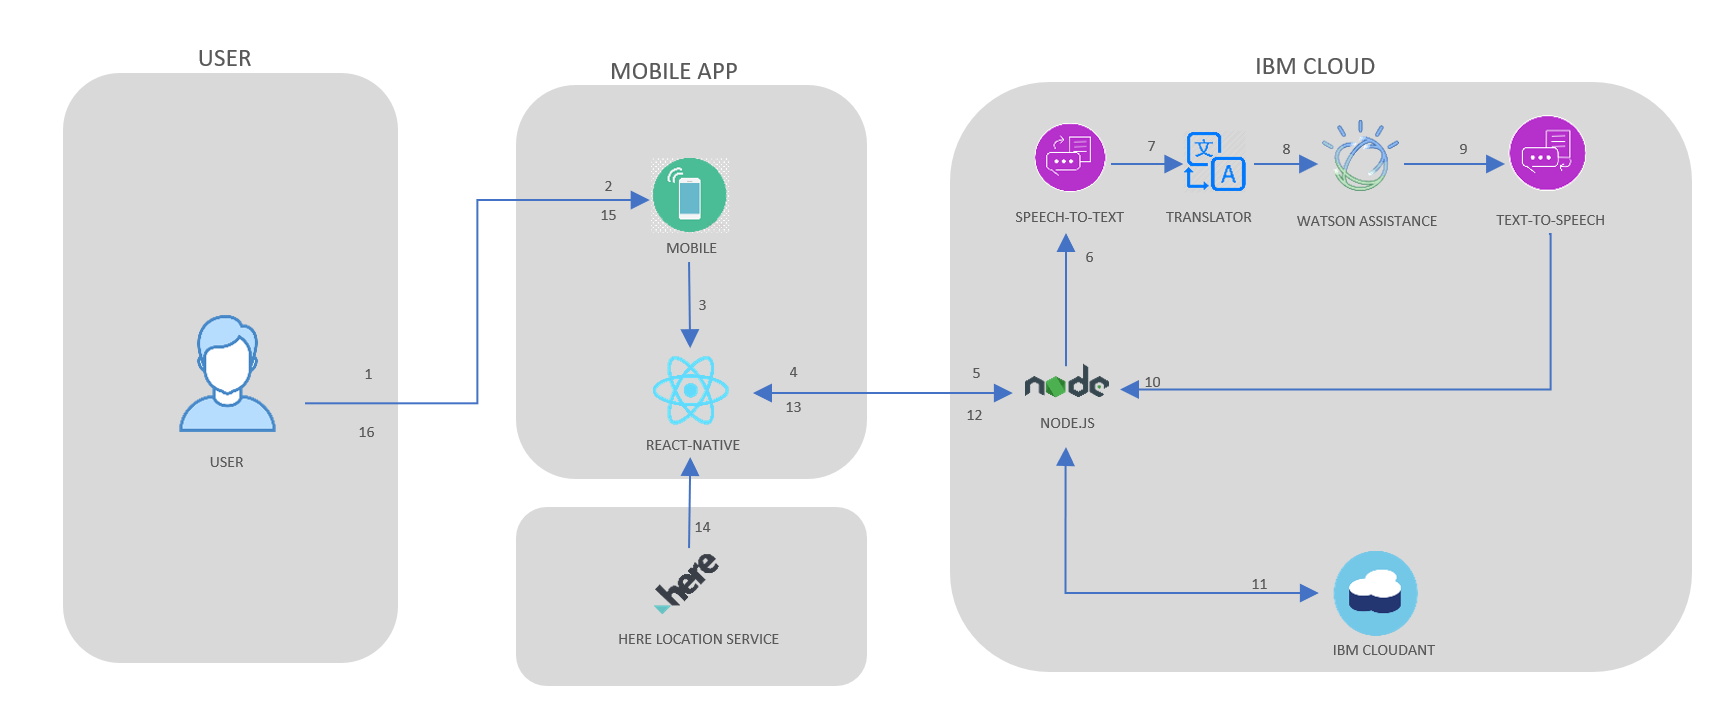 USER
MOBILE APP
IBM CLOUD
7
8
9
文
A
SPEECH-TO-TEXT
TRANSLATOR
WATSON ASSISTANCE
TEXT-TO-SPEECH
2
15
MOBILE
6
3
1
16
4
13
5
12
node
10
NODE.JS
USER
REACT-NATIVE
14
here
HERE LOCATION SERVICE
11
IBM CLOUDANT